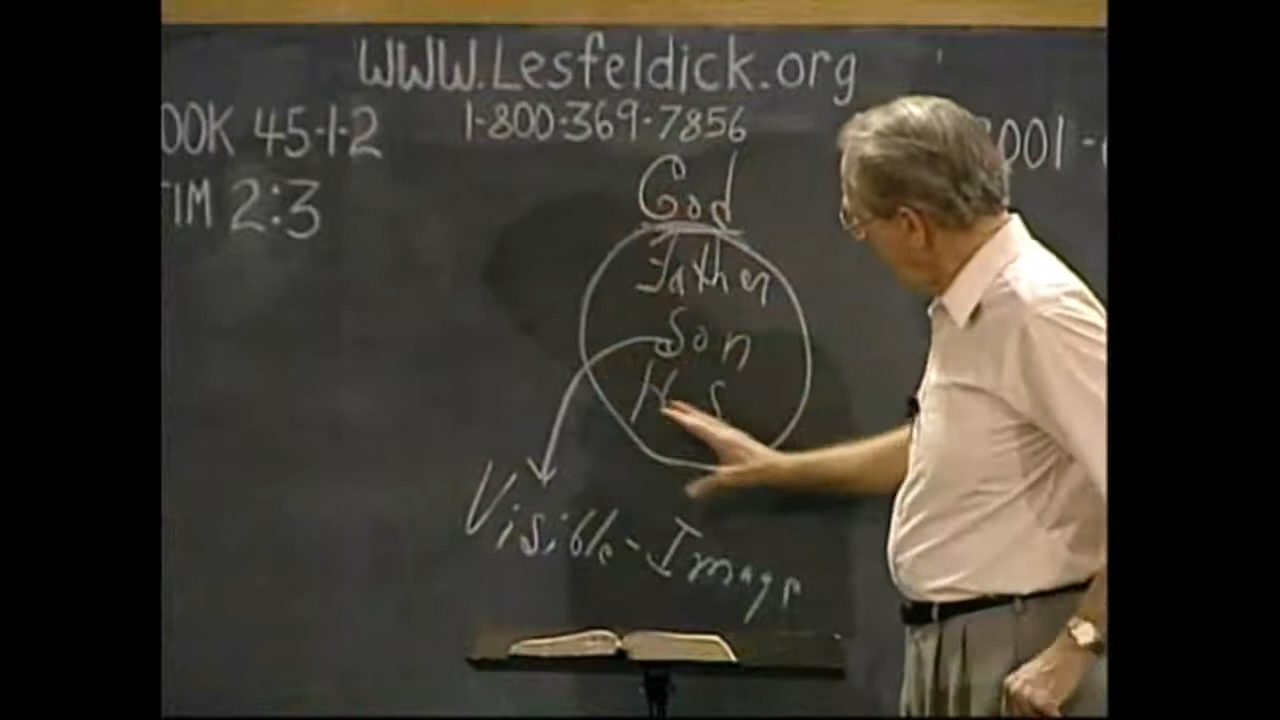 WWW.Lesfeldick.org
OOK 45-1-2
1-800-369-7856
001 -
TIM 2:3
God
Father
Son
H S
Visible-Image